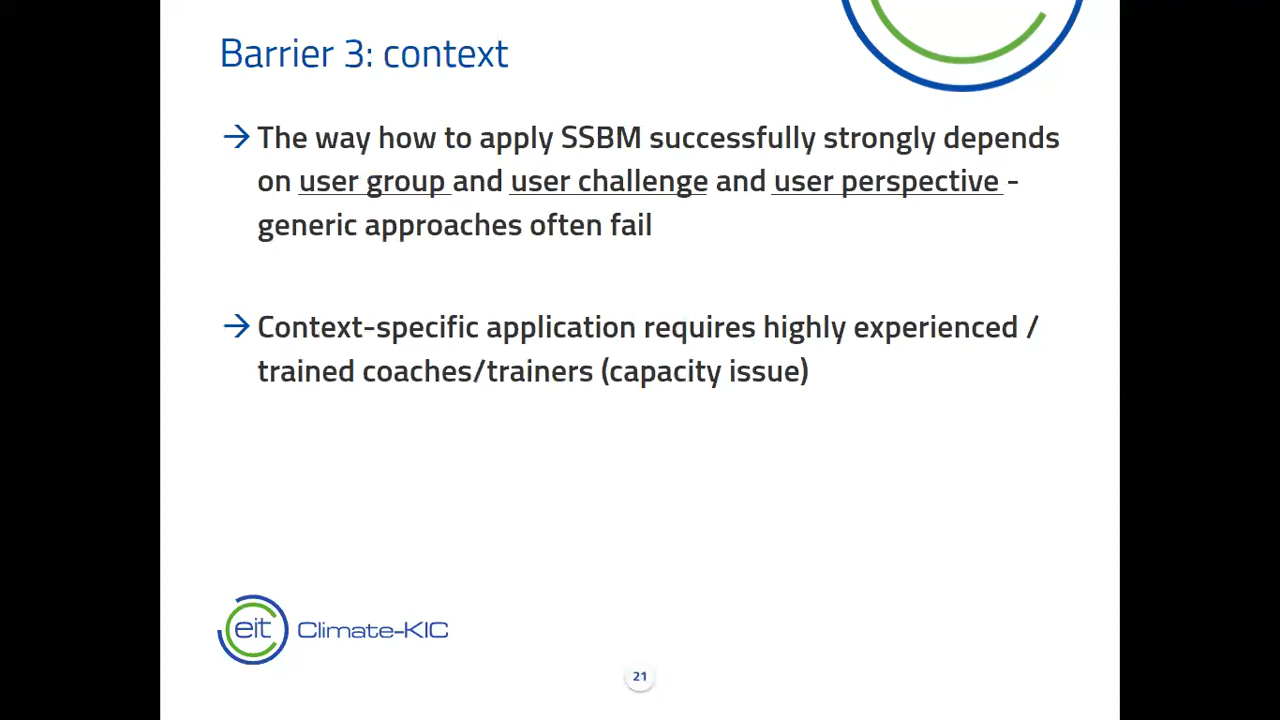 Barrier 3: context
→ The way how to apply SSBM successfully strongly depends
on user group and user challenge and user perspective -
generic approaches often fail
→ Context-specific application requires highly experienced /
trained coaches/trainers (capacity issue)
eit Climate-KIC
21